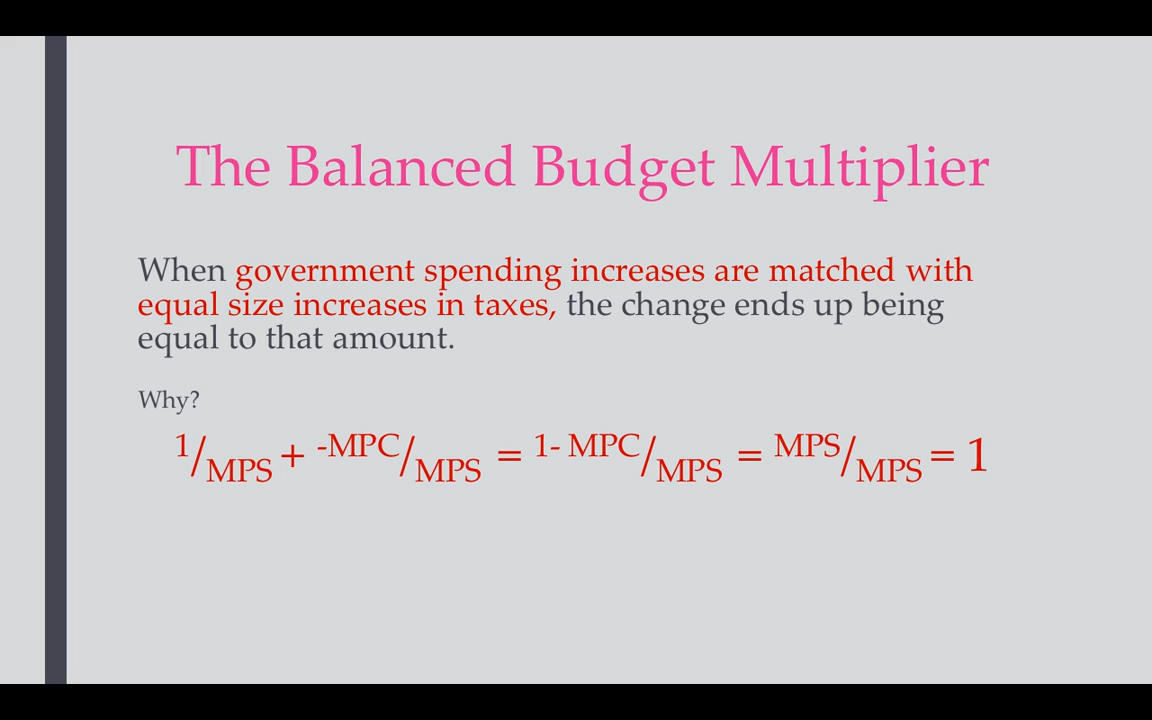 The Balanced Budget Multiplier
When government spending increases are matched with
equal size increases in taxes, the change ends up being
equal to that amount.
Why?
1/MPS + -MPC/MPS = 1- MPC/MPS = MPS/MPS = 1